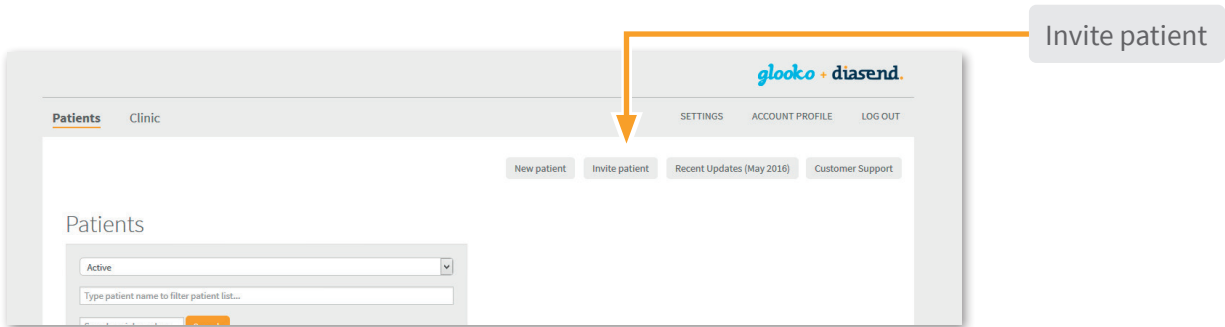 Invite patient
glooko + diasend.
Patients Clinic SETTINGS ACCOUNT PROFILE LOG OUT
New patient Invite patient Recent Updates (May 2016) Customer Support
Patients
Active
Type patient name to filter patient list...